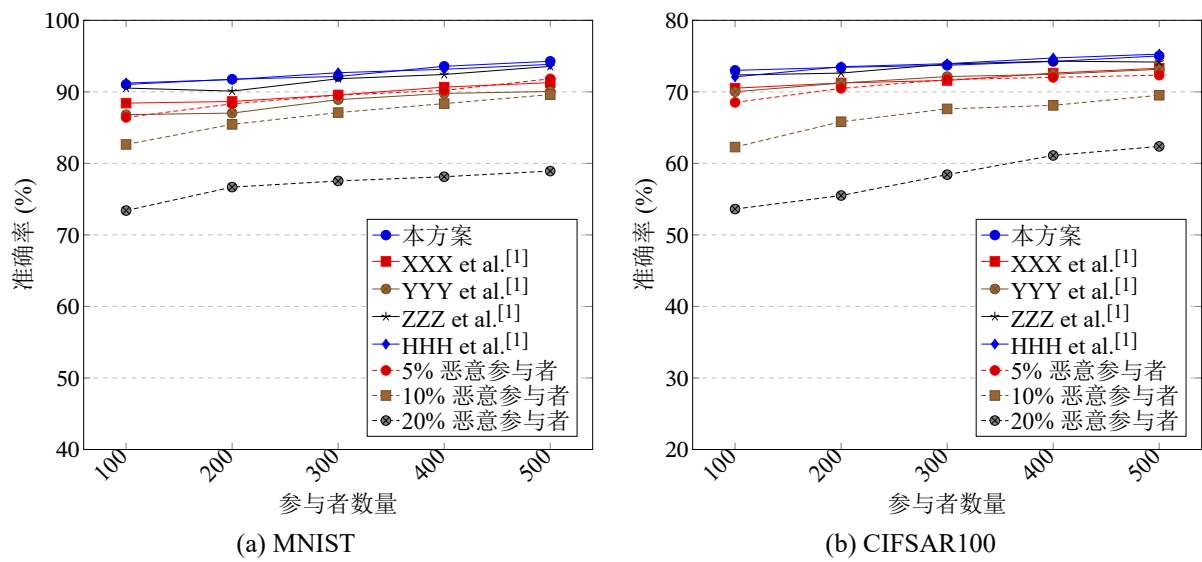 100
90
80
70
60
50
40
准确率 (%)
本方案
XXX et al.[1]
YYY et al.[1]
ZZZ et al.[1]
HHH et al.[1]
5% 恶意参与者
10% 恶意参与者
20% 恶意参与者
100 200 300 400 500
参与者数量
(a) MNIST
80
70
60
50
40
30
20
准确率 (%)
本方案
XXX et al.[1]
YYY et al.[1]
ZZZ et al.[1]
HHH et al.[1]
5% 恶意参与者
10% 恶意参与者
20% 恶意参与者
100 200 300 400 500
参与者数量
(b) CIFSAR100